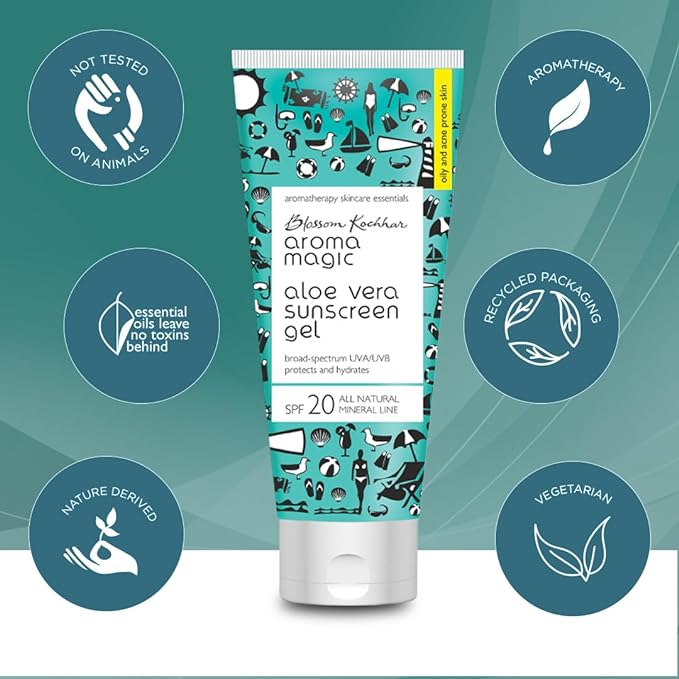 NOT TESTED
ON ANIMALS
essential
oils leave
no toxins
behind
NATURE DERIVED
oily and acne prone skin
aromatherapy skincare essentials
Blossom Kochhar
aroma
magic
aloe vera
sunscreen
gel
broad-spectrum UVA/UVB
protects and hydrates
SPF 20 ALL NATURAL
MINERAL LINE
AROMATHERAPY
RECYCLED PACKAGING
VEGETARIAN